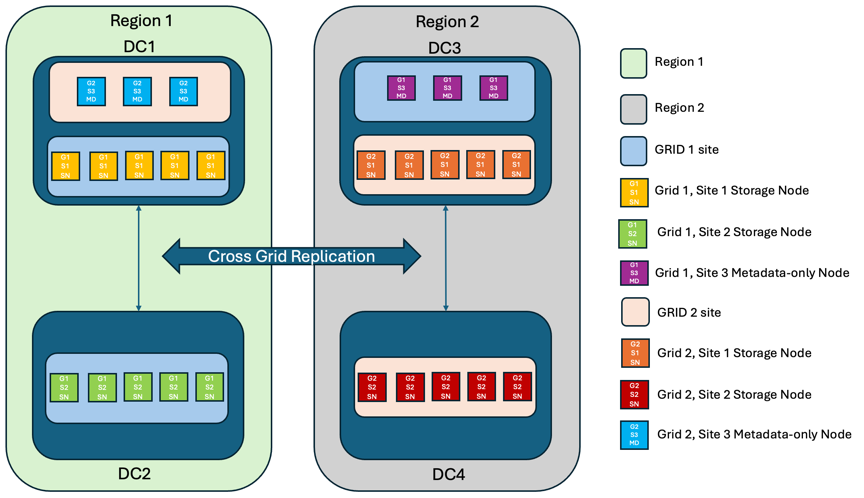 Region 1
DC1
G2
S3
MD
G2
S3
MD
G2
S3
MD
G1
S1
SN
G1
S1
SN
G1
S1
SN
G1
S1
SN
G1
S1
SN
Cross Grid Replication
G1
S2
SN
G1
S2
SN
G1
S2
SN
G1
S2
SN
G1
S2
SN
DC2
Region 2
DC3
G1
S3
MD
G1
S3
MD
G1
S3
MD
G2
S1
SN
G2
S1
SN
G2
S1
SN
G2
S1
SN
G2
S1
SN
G2
S2
SN
G2
S2
SN
G2
S2
SN
G2
S2
SN
G2
S2
SN
DC4
Region 1
Region 2
GRID 1 site
G1
S1
SN
Grid 1, Site 1 Storage Node
G1
S2
SN
Grid 1, Site 2 Storage Node
G1
S3
MD
Grid 1, Site 3 Metadata-only Node
GRID 2 site
G2
S1
SN
Grid 2, Site 1 Storage Node
G2
S2
SN
Grid 2, Site 2 Storage Node
G2
S3
MD
Grid 2, Site 3 Metadata-only Node